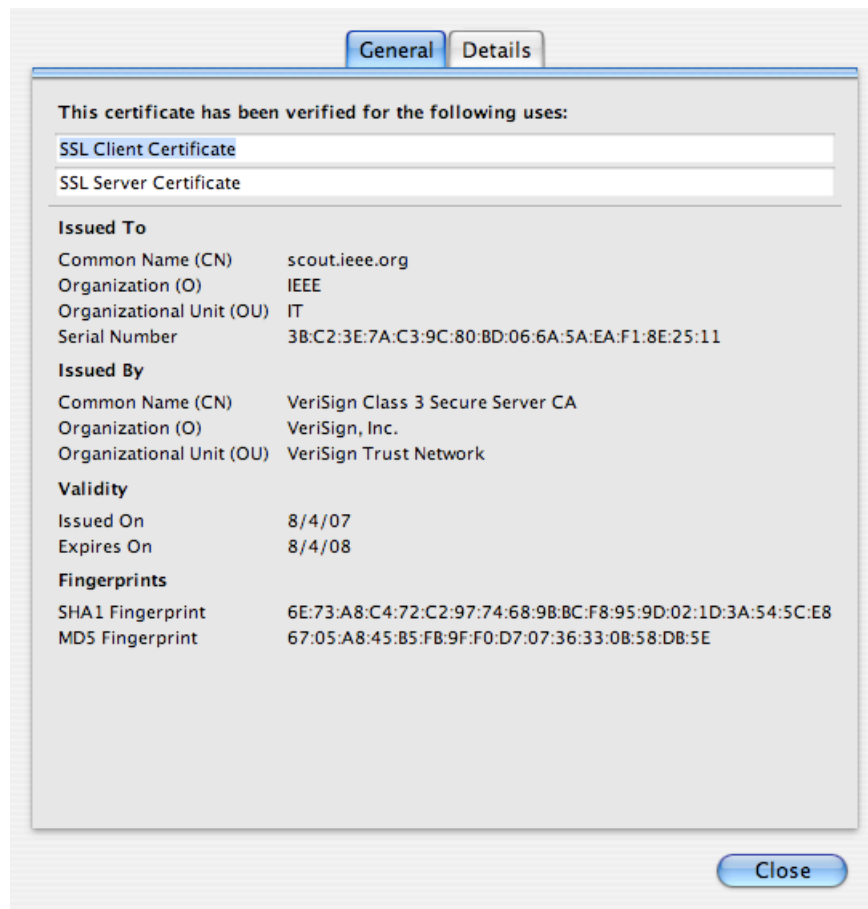 General Details
This certificate has been verified for the following uses:
SSL Client Certificate
SSL Server Certificate
Issued To
Common Name (CN) scout.ieee.org
Organization (O) IEEE
Organizational Unit (OU) IT
Serial Number 3B:C2:3E:7A:C3:9C:80:BD:06:6A:5A:EA:F1:8E:25:11
Issued By
Common Name (CN) VeriSign Class 3 Secure Server CA
Organization (O) VeriSign, Inc.
Organizational Unit (OU) VeriSign Trust Network
Validity
Issued On 8/4/07
Expires On 8/4/08
Fingerprints
SHA1 Fingerprint 6E:73:A8:C4:72:C2:97:74:68:9B:BC:F8:95:9D:02:1D:3A:54:5C:E8
MD5 Fingerprint 67:05:A8:45:B5:FB:9F:F0:D7:07:36:33:0B:58:DB:5E
Close